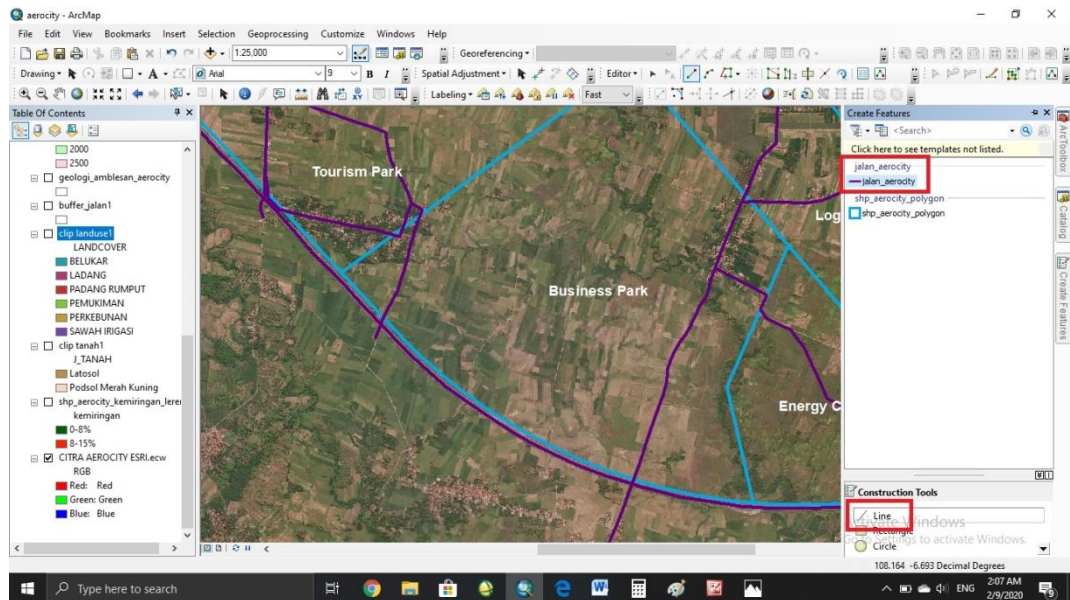 aerocity - ArcMap
File Edit View Bookmarks Insert Selection Geoprocessing Customize Windows Help
1:25,000
Georeferencing
Drawing
A
Arial
9
B I
Spatial Adjustment
Editor
Labeling
Fast
Table Of Contents
2000
2500
geologi_amblesan_aerocity
buffer_jalan1
clip landuse1
LANDCOVER
BELUKAR
LADANG
PADANG RUMPUT
PEMUKIMAN
PERKEBUNAN
SAWAH IRIGASI
clip tanah1
J_TANAH
Latosol
Podsol Merah Kuning
shp_aerocity_kemiringan_lere
kemiringan
0-8%
8-15%
CITRA AEROCITY ESRI.ecw
RGB
Red: Red
Green: Green
Blue: Blue
Tourism Park
Business Park
Log
Energy C
Create Features
<Search>
Click here to see templates not listed.
jalan_aerocity
jalan_aerocity
shp_aerocity_polygon
shp_aerocity_polygon
Construction Tools
Line
Rectangle
Circle
Activate Windows
Go to Settings to activate Windows.
ArcToolbox
Catalog
Create Features
108.164 -6.693 Decimal Degrees
Type here to search
ENG
2:07 AM
2/9/2020